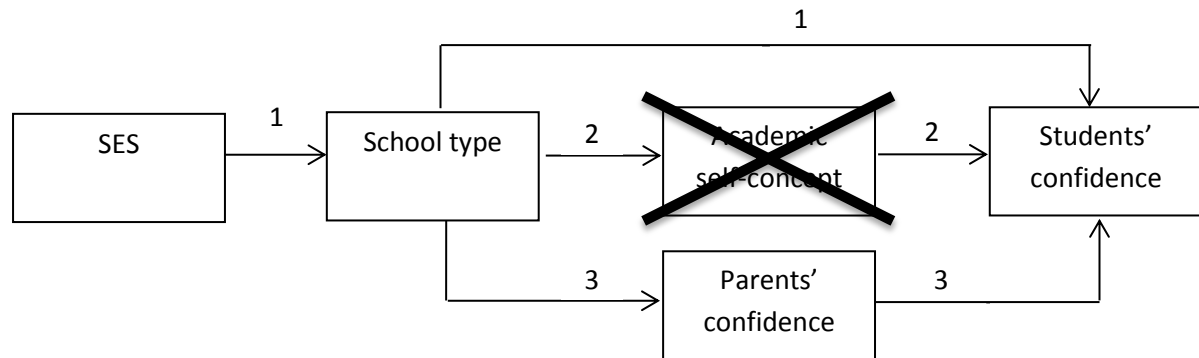 1
SES
1
School type
2
Academic
self-concept
2
Students’
confidence
3
Parents’
confidence
3